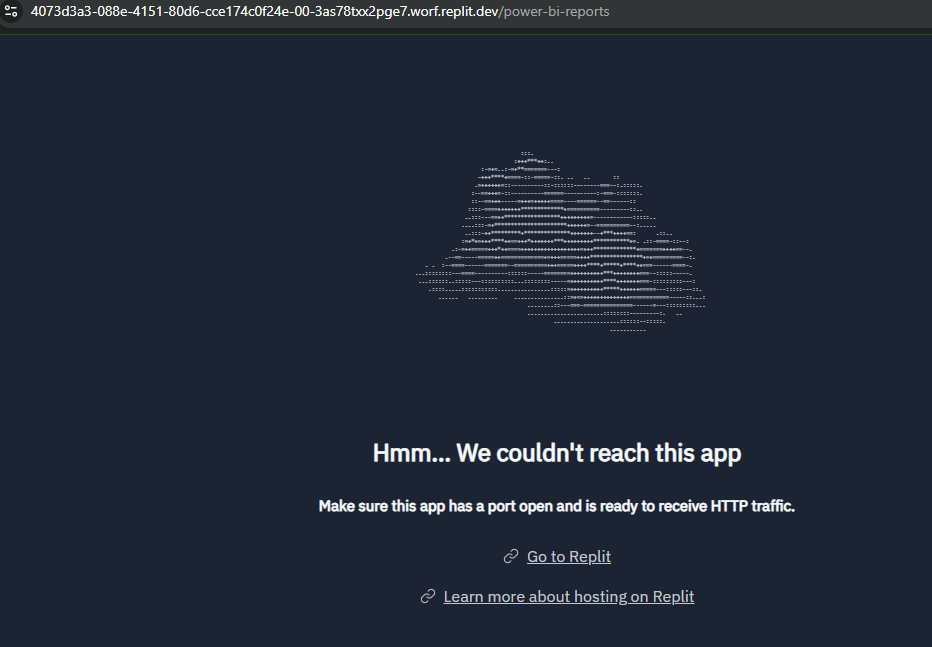 4073d3a3-088e-4151-80d6-cce174c0f24e-00-3as78txx2pge7.worf.replit.dev/power-bi-reports
Hmm... We couldn't reach this app
Make sure this app has a port open and is ready to receive HTTP traffic.
Go to Replit
Learn more about hosting on Replit